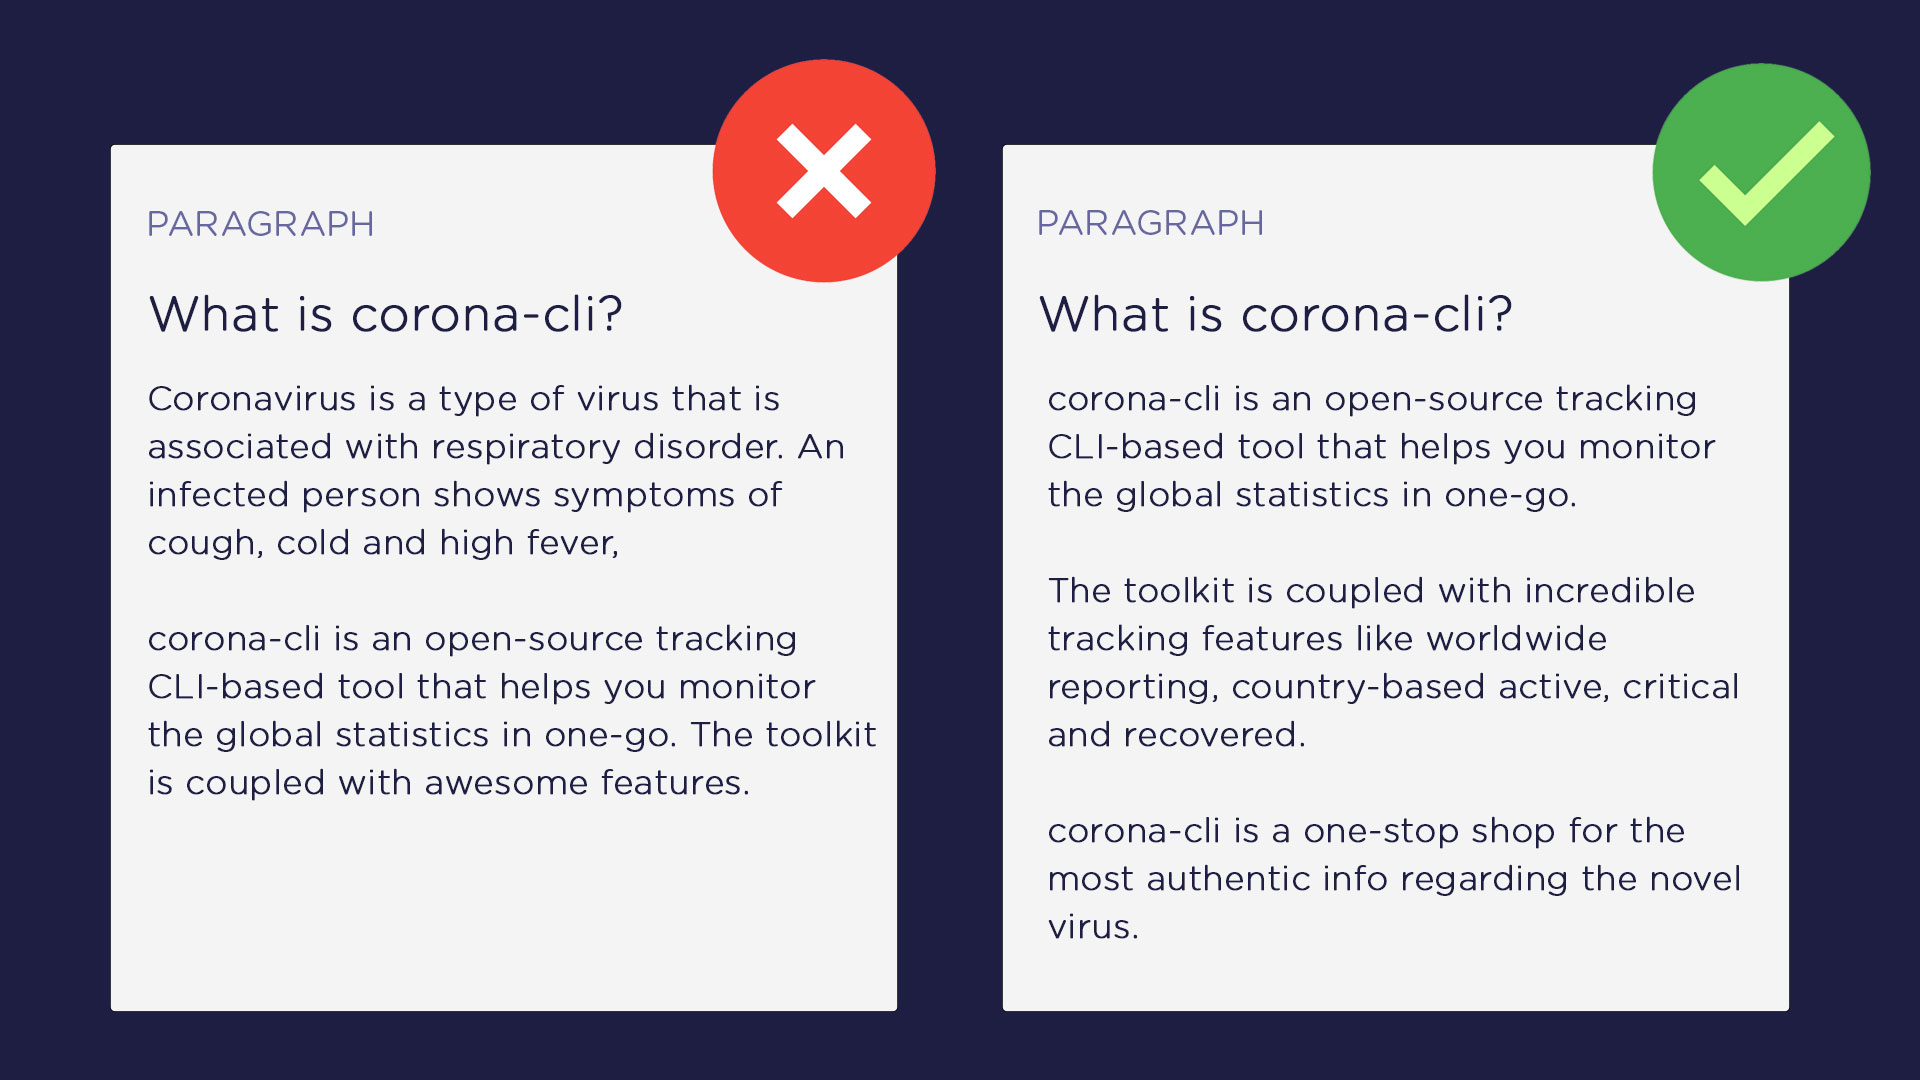 PARAGRAPH
What is corona-cli?
Coronavirus is a type of virus that is
associated with respiratory disorder. An
infected person shows symptoms of
cough, cold and high fever,
corona-cli is an open-source tracking
CLI-based tool that helps you monitor
the global statistics in one-go. The toolkit
is coupled with awesome features.
PARAGRAPH
What is corona-cli?
corona-cli is an open-source tracking
CLI-based tool that helps you monitor
the global statistics in one-go.
The toolkit is coupled with incredible
tracking features like worldwide
reporting, country-based active, critical
and recovered.
corona-cli is a one-stop shop for the
most authentic info regarding the novel
virus.